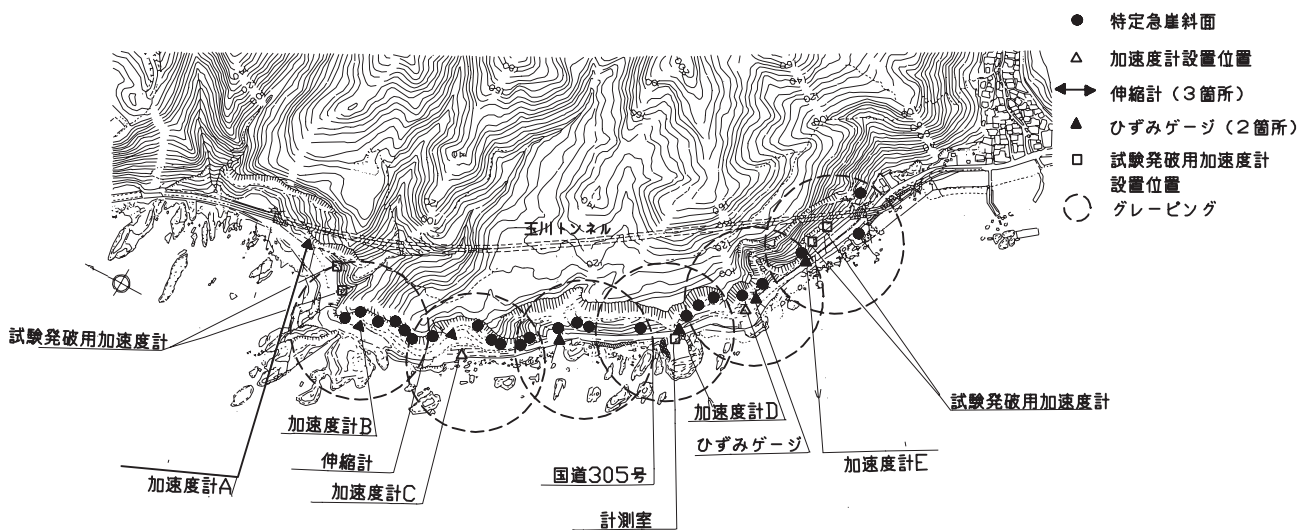 特定急崖斜面
加速度計設置位置
伸縮計（3箇所）
ひずみゲージ（2箇所）
試験発破用加速度計
設置位置
グレーピング
玉川トンネル
試験発破用加速度計
加速度計A
加速度計B
伸縮計
加速度計C
国道305号
計測室
加速度計D
ひずみゲージ
加速度計E
試験発破用加速度計